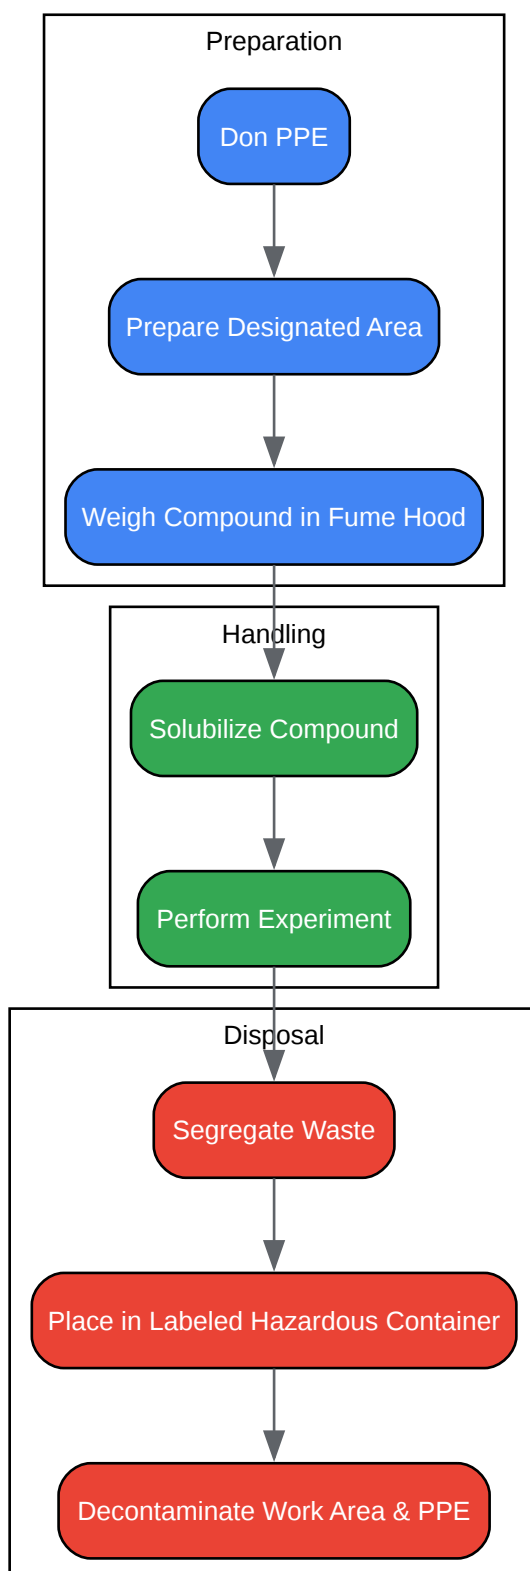 Preparation
Don PPE
Prepare Designated Area
Weigh Compound in Fume Hood
Handling
Solubilize Compound
Perform Experiment
Disposal
Segregate Waste
Place in Labeled Hazardous Container
Decontaminate Work Area & PPE